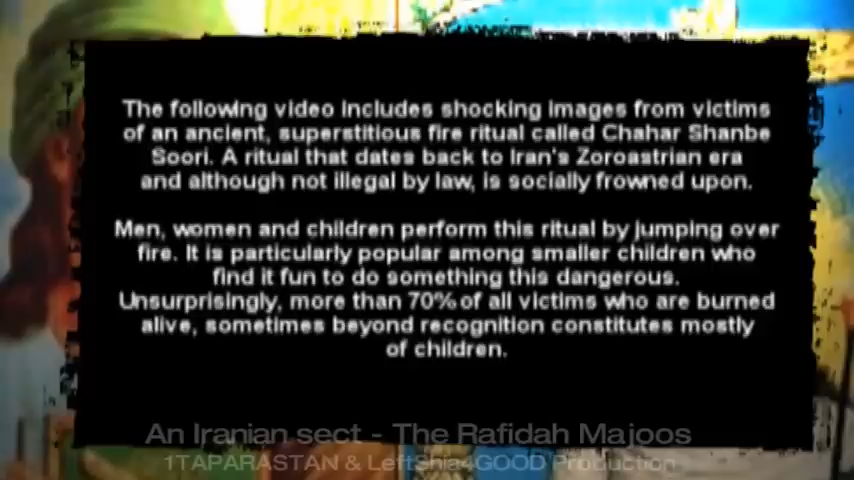 The following video includes shocking images from victims
of an ancient, superstitious fire ritual called Chahar Shanbe
Soori. A ritual that dates back to Iran's Zoroastrian era
and although not illegal by law, is socially frowned upon.
Men, women and children perform this ritual by jumping over
fire. It is particularly popular among smaller children who
find it fun to do something this dangerous.
Unsurprisingly, more than 70% of all victims who are burned
alive, sometimes beyond recognition constitutes mostly
of children.
An Iranian sect - The Rafidah Majoos
1TAPARASTAN & LeftShia4GOOD Production